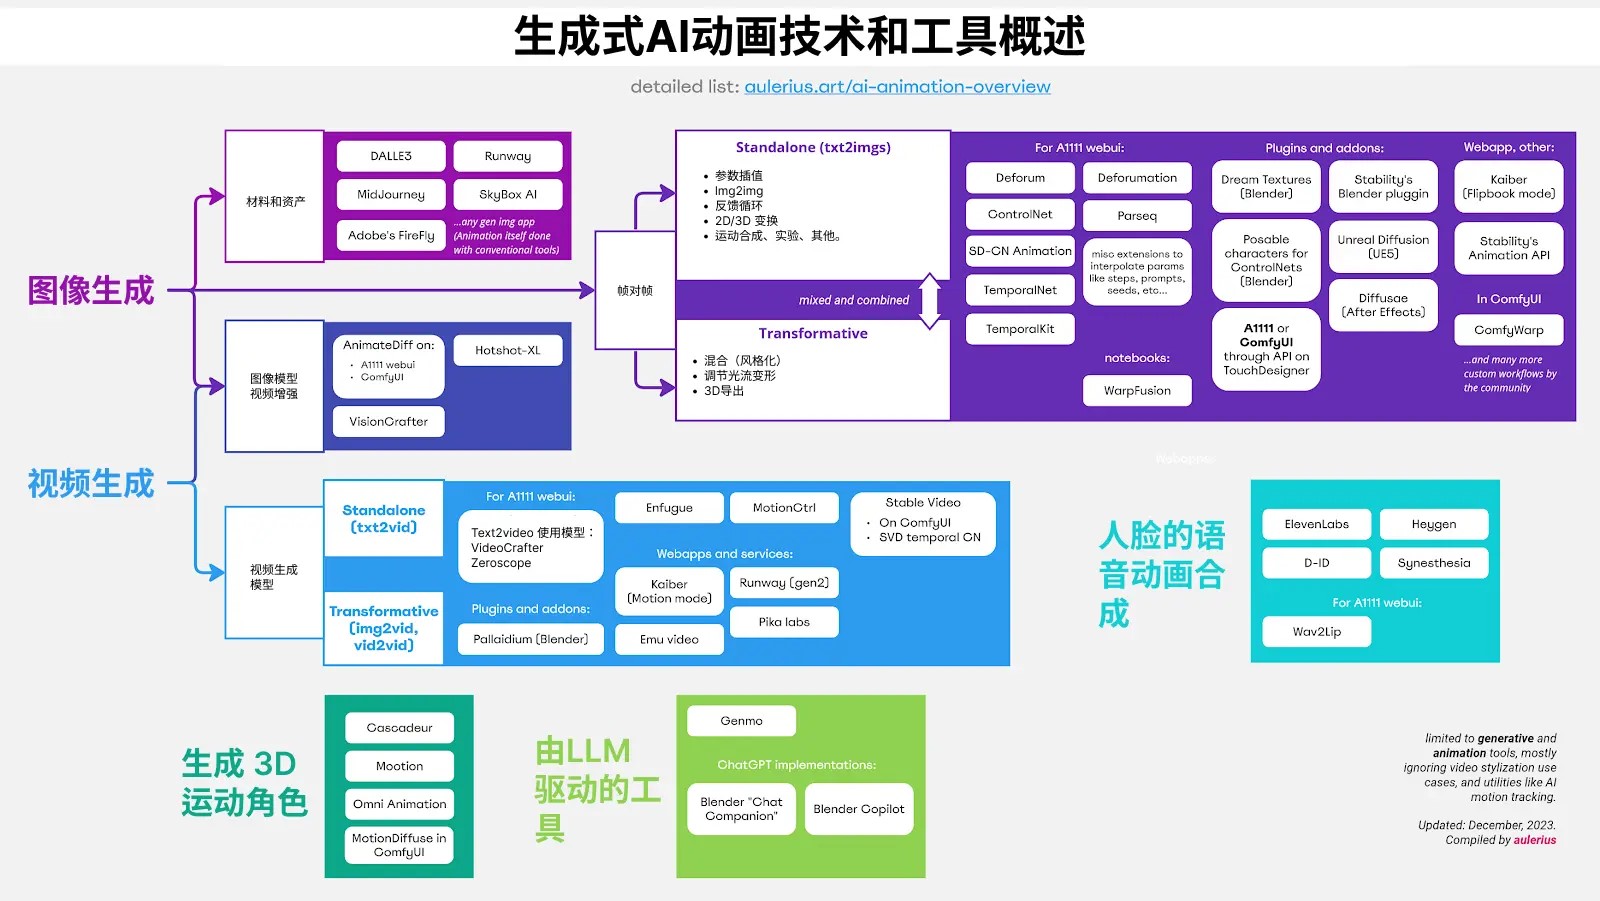 生成式AI动画技术和工具概述
detailed list: aulerius.art/ai-animation-overview
图像生成
视频生成
材料和资产
DALLE3
Runway
MidJourney
SkyBox AI
Adobe's FireFly
...any gen img app
(Animation itself done
with conventional tools)
帧对帧
Standalone (txt2imgs)
• 参数插值
• Img2img
• 反馈循环
• 2D/3D 变换
• 运动合成、实验、其他。
mixed and combined
Transformative
• 混合（风格化）
• 调节光流变形
• 3D导出
For A1111 webui:
Deforum
Deforumation
ControlNet
Parseq
SD-CN Animation
misc extensions to
interpolate params
like steps, prompts,
seeds, etc...
TemporalNet
TemporalKit
notebooks:
WarpFusion
Plugins and addons:
Dream Textures
(Blender)
Stability's
Blender pluggin
Posable
characters for
ControlNets
(Blender)
Unreal Diffusion
(UE5)
Diffusae
(After Effects)
A1111 or
ComfyUI
through API on
TouchDesigner
Webapp, other:
Kaiber
(Flipbook mode)
Stability's
Animation API
In ComfyUI
ComfyWarp
...and many more
custom workflows by
the community
图像模型
视频增强
AnimateDiff on:
• A1111 webui
• ComfyUI
Hotshot-XL
VisionCrafter
Webapps:
视频生成
模型
Standalone
(txt2vid)
Transformative
(img2vid,
vid2vid)
For A1111 webui:
Text2video 使用模型：
VideoCrafter
Zeroscope
Plugins and addons:
Pallaidium (Blender)
Enfugue
MotionCtrl
Stable Video
• On ComfyUI
• SVD temporal CN
Webapps and services:
Kaiber
(Motion mode)
Runway (gen2)
Emu video
Pika labs
人脸的语
音动画合
成
ElevenLabs
Heygen
D-ID
Synesthesia
For A1111 webui:
Wav2Lip
生成 3D
运动角色
Cascadeur
Mootion
Omni Animation
MotionDiffuse in
ComfyUI
由LLM
驱动的工
具
Genmo
ChatGPT implementations:
Blender "Chat
Companion"
Blender Copilot
limited to generative and
animation tools, mostly
ignoring video stylization use
cases, and utilities like AI
motion tracking.
Updated: December, 2023.
Compiled by aulerius